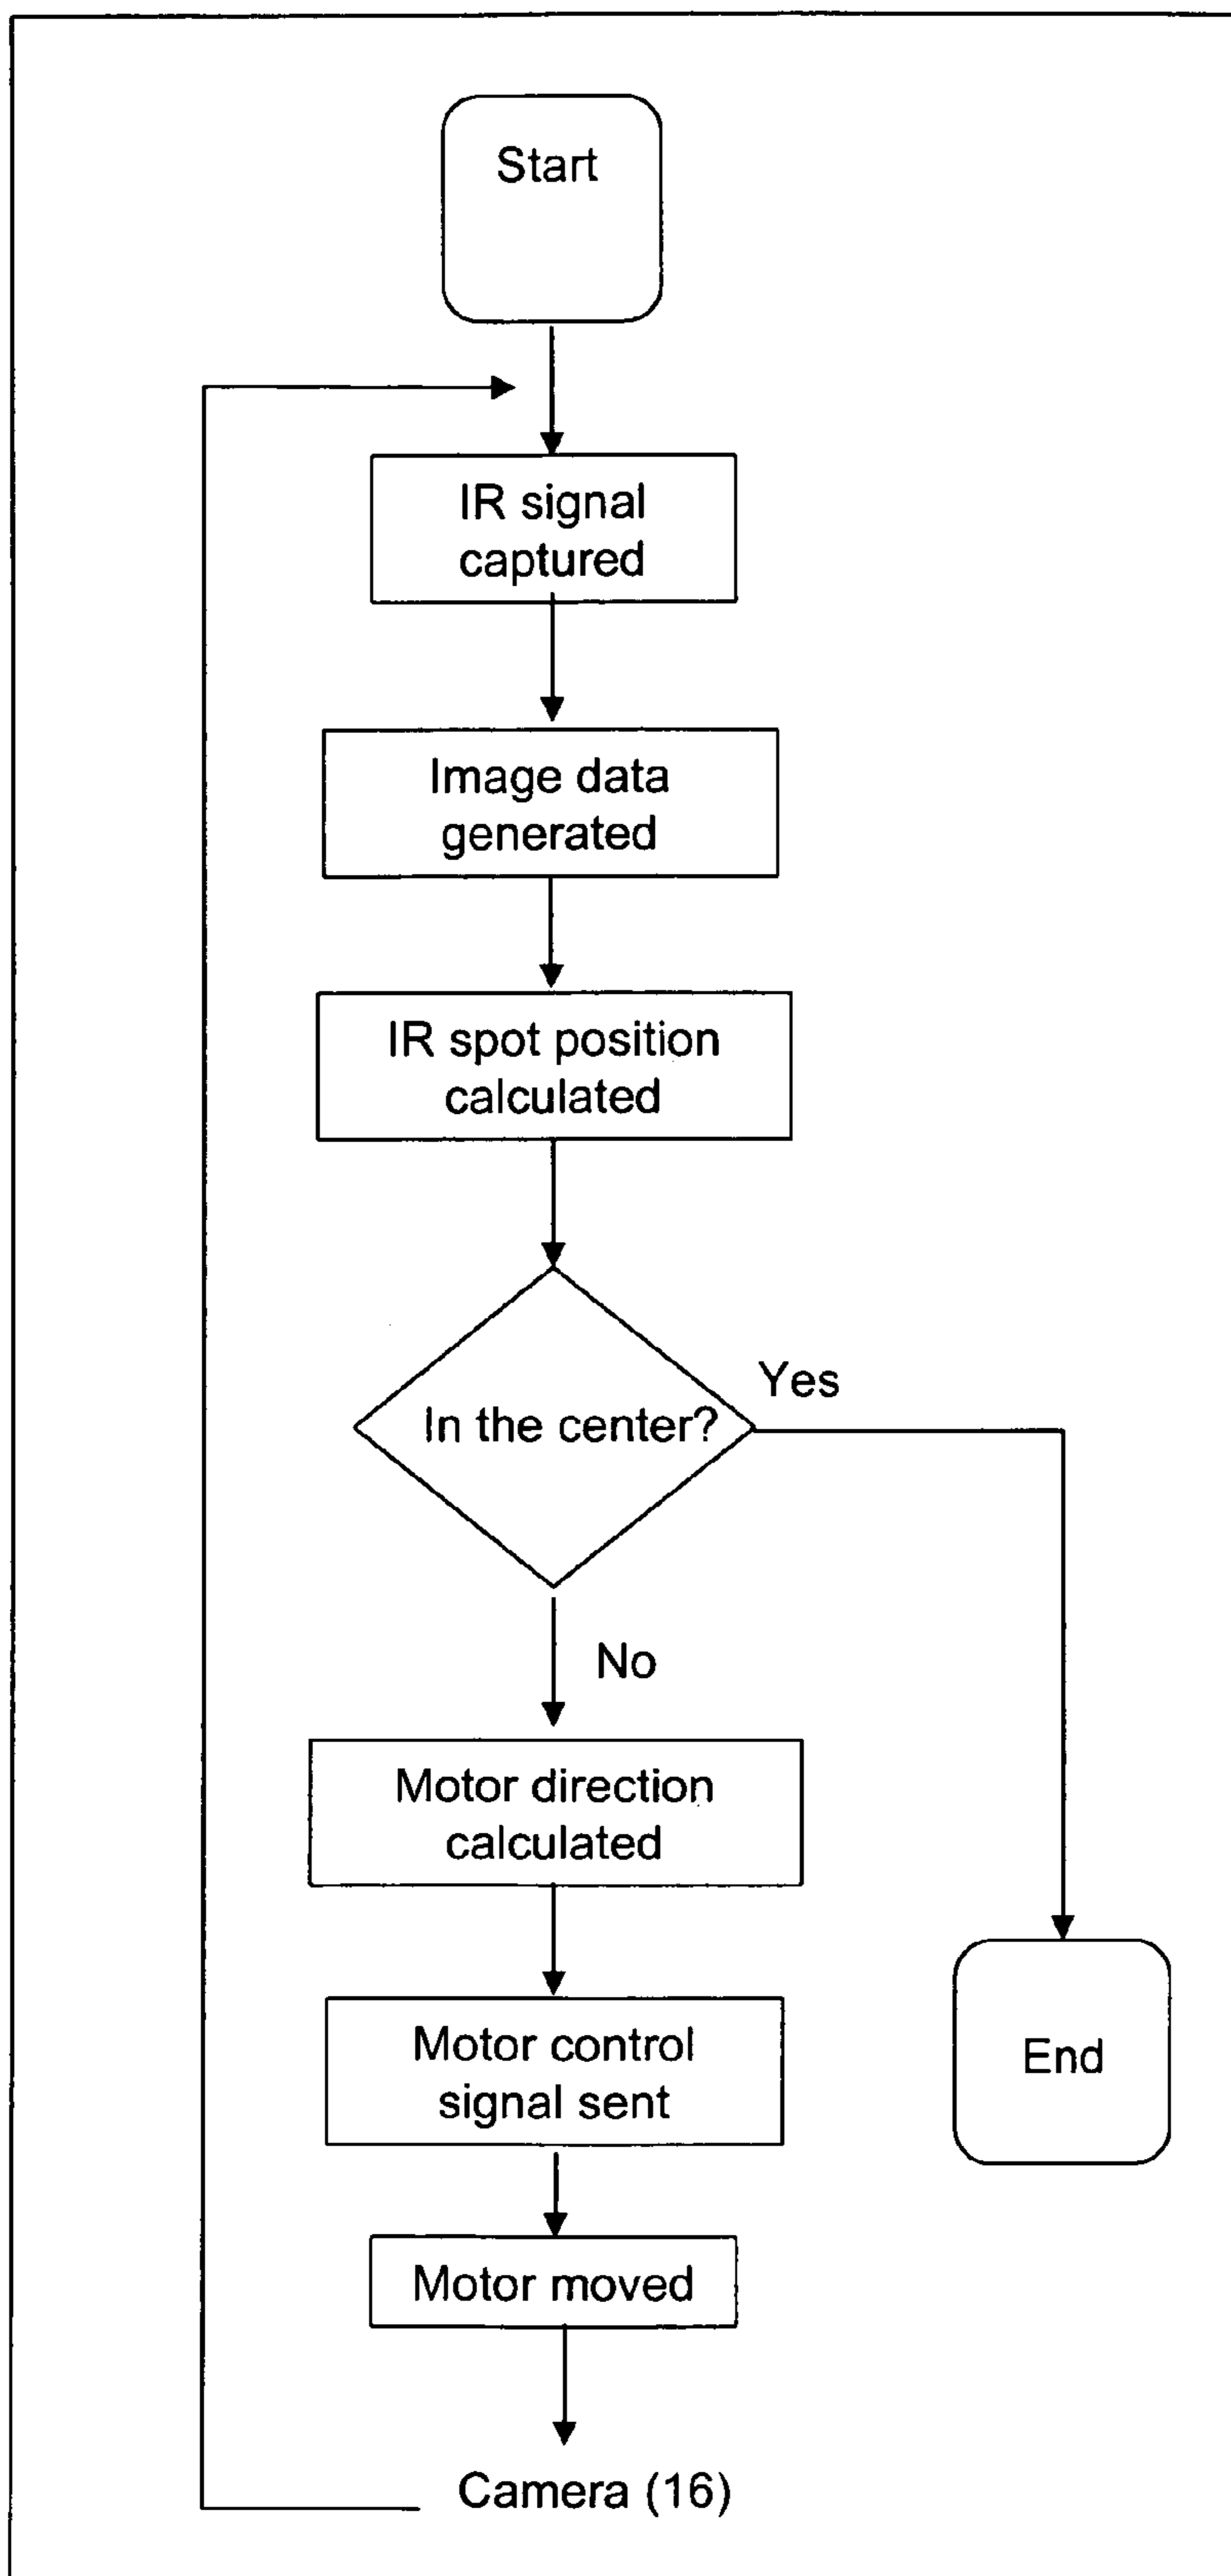 Start
IR signal
captured
Image data
generated
IR spot position
calculated
In the center?
Yes
No
Motor direction
calculated
Motor control
signal sent
End
Motor moved
Camera (16)